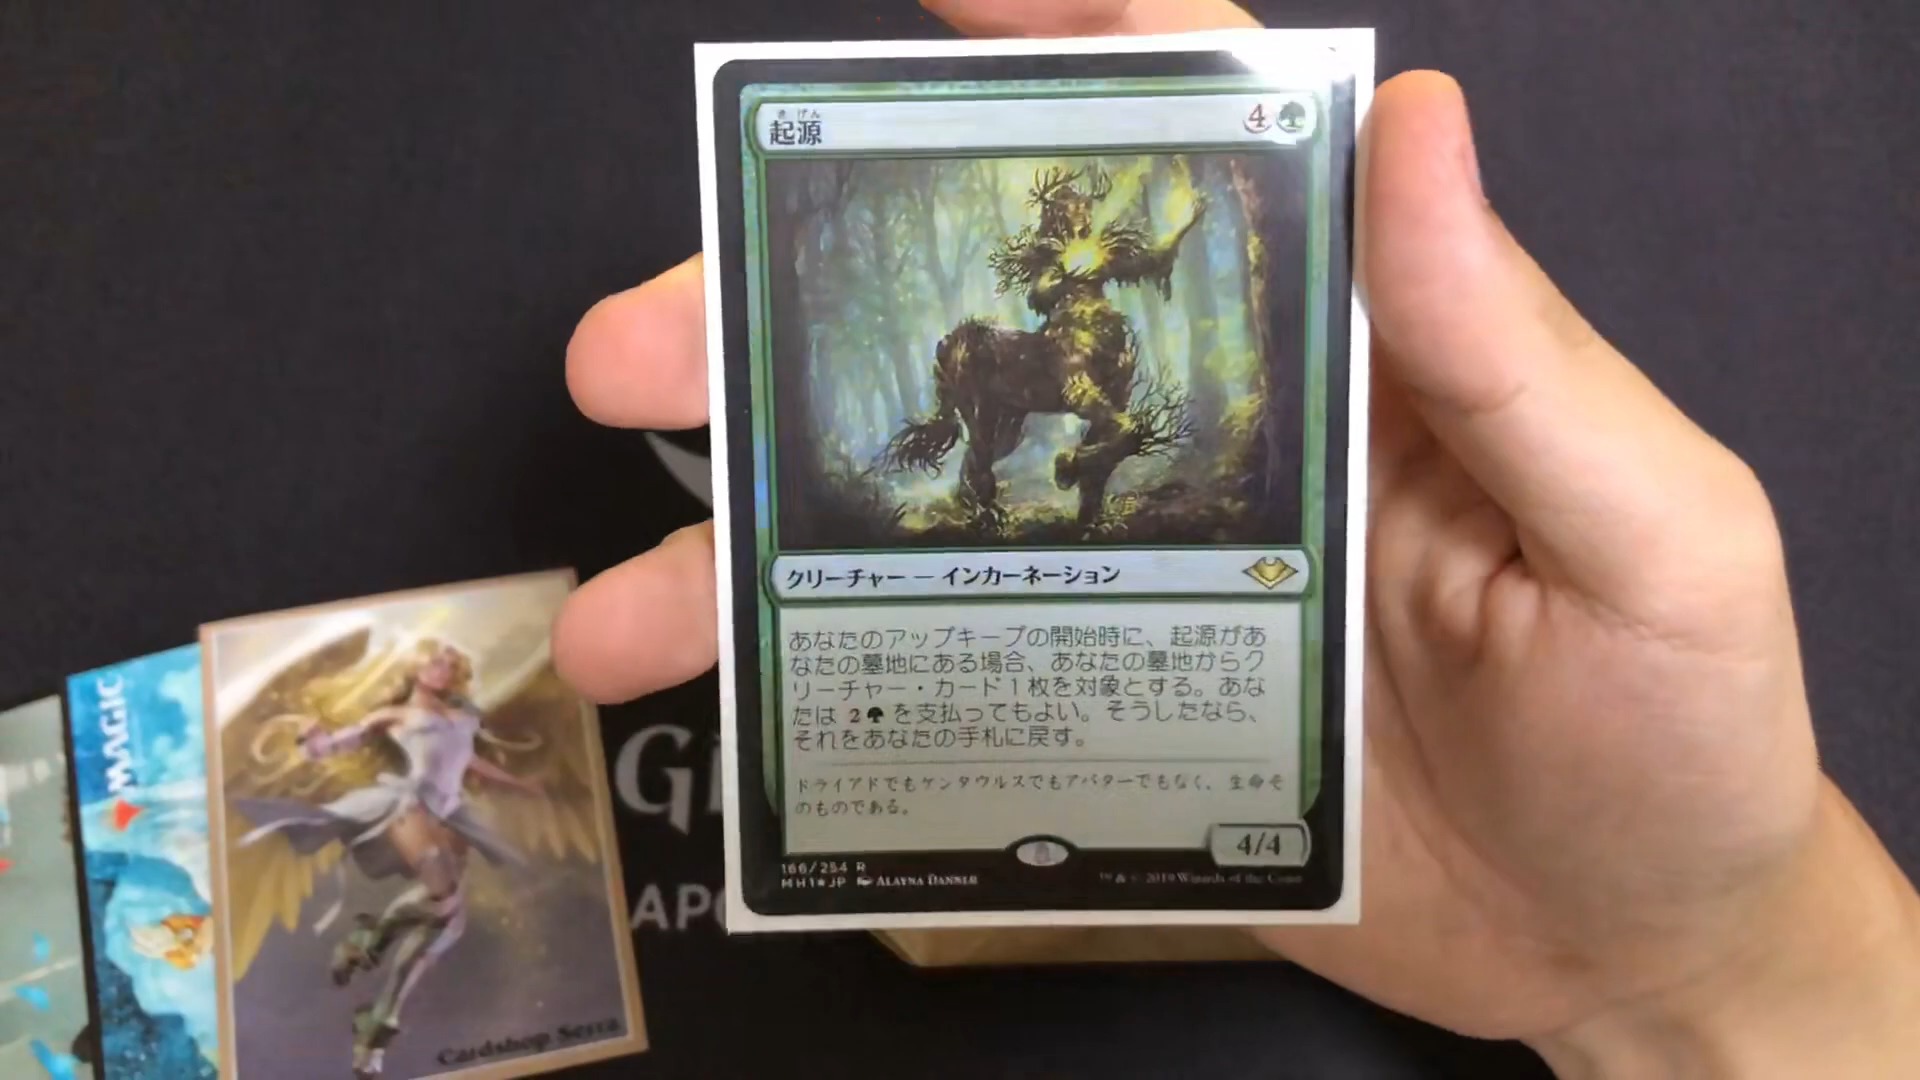 きげん
起源
4
クリーチャー — インカーネーション
あなたのアップキープの開始時に、起源があ
なたの墓地にある場合、あなたの墓地からク
リーチャー・カード1枚を対象とする。あな
たは 2 を支払ってもよい。そうしたなら、
それをあなたの手札に戻す。
ドライアドでもケンタウルスでもアバターでもなく、生命そ
のものである。
4/4
166/254 R
MH1★JP ALAYNA DANNER
™ & © 2019 Wizards of the Coast
MAGIC
Cardshop Serra